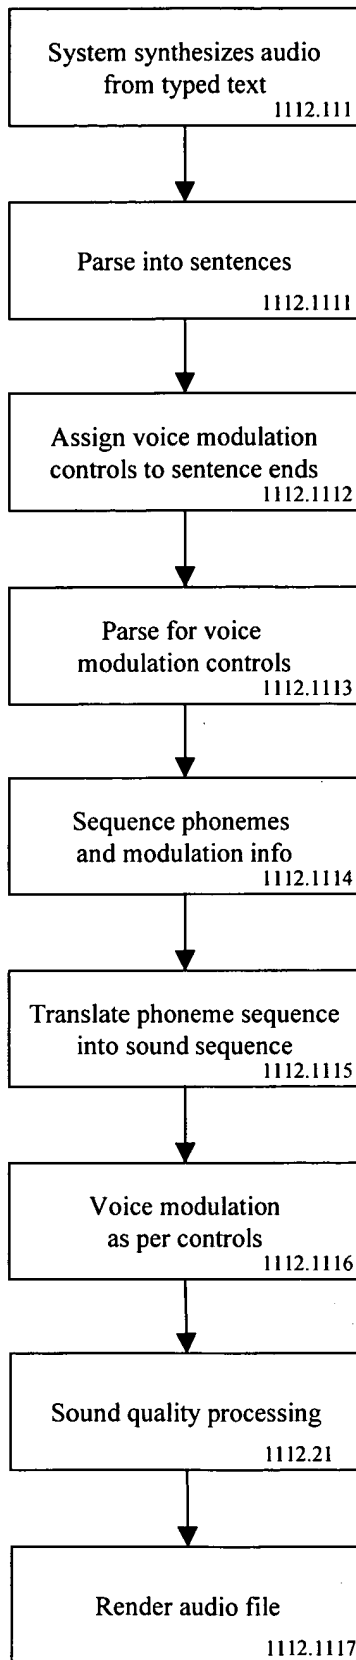 System synthesizes audio
from typed text
1112.111
Parse into sentences
1112.1111
Assign voice modulation
controls to sentence ends
1112.1112
Parse for voice
modulation controls
1112.1113
Sequence phonemes
and modulation info
1112.1114
Translate phoneme sequence
into sound sequence
1112.1115
Voice modulation
as per controls
1112.1116
Sound quality processing
1112.21
Render audio file
1112.1117